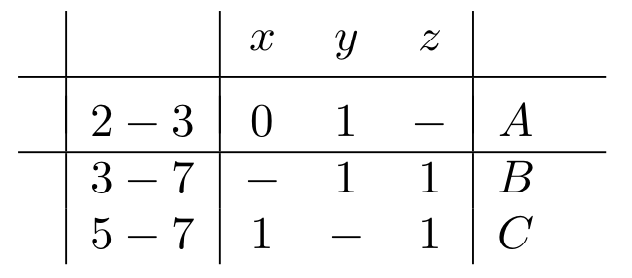 x y z
2 − 3 0 1 − A
3 − 7 − 1 1 B
5 − 7 1 − 1 C